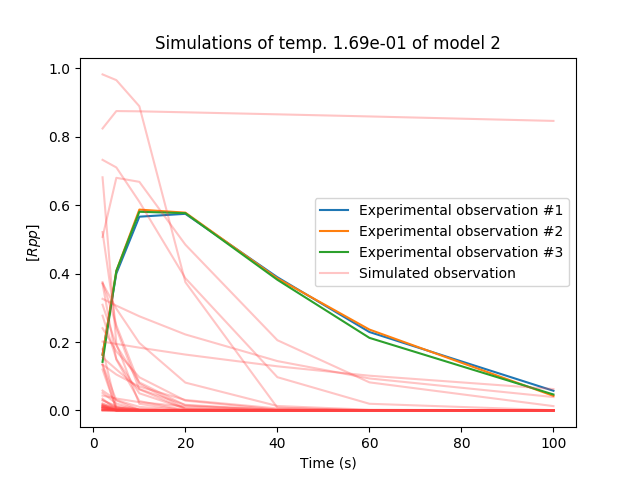 Simulations of temp. 1.69e-01 of model 2
[Rpp]
1.0
0.8
0.6
0.4
0.2
0.0
Experimental observation #1
Experimental observation #2
Experimental observation #3
Simulated observation
0 20 40 60 80 100
Time (s)